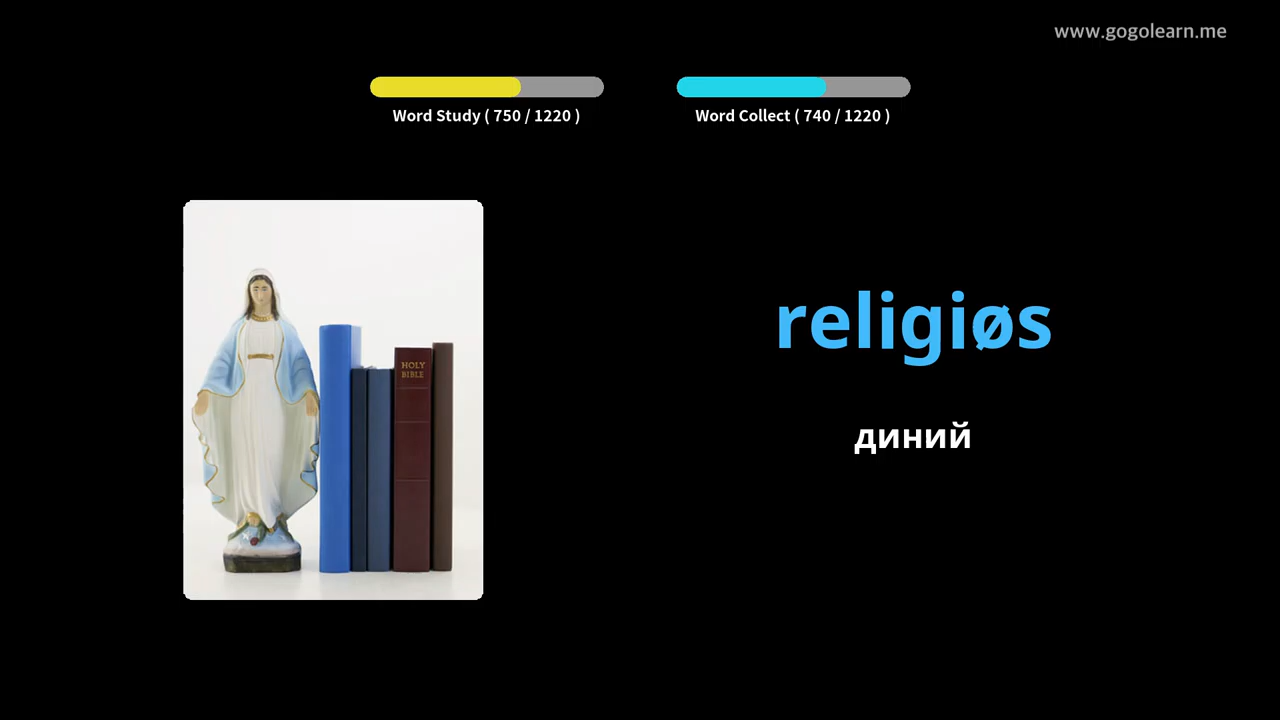 www.gogolearn.me
Word Study ( 750 / 1220 )
Word Collect ( 740 / 1220 )
HOLY
BIBLE
religiøs
диний